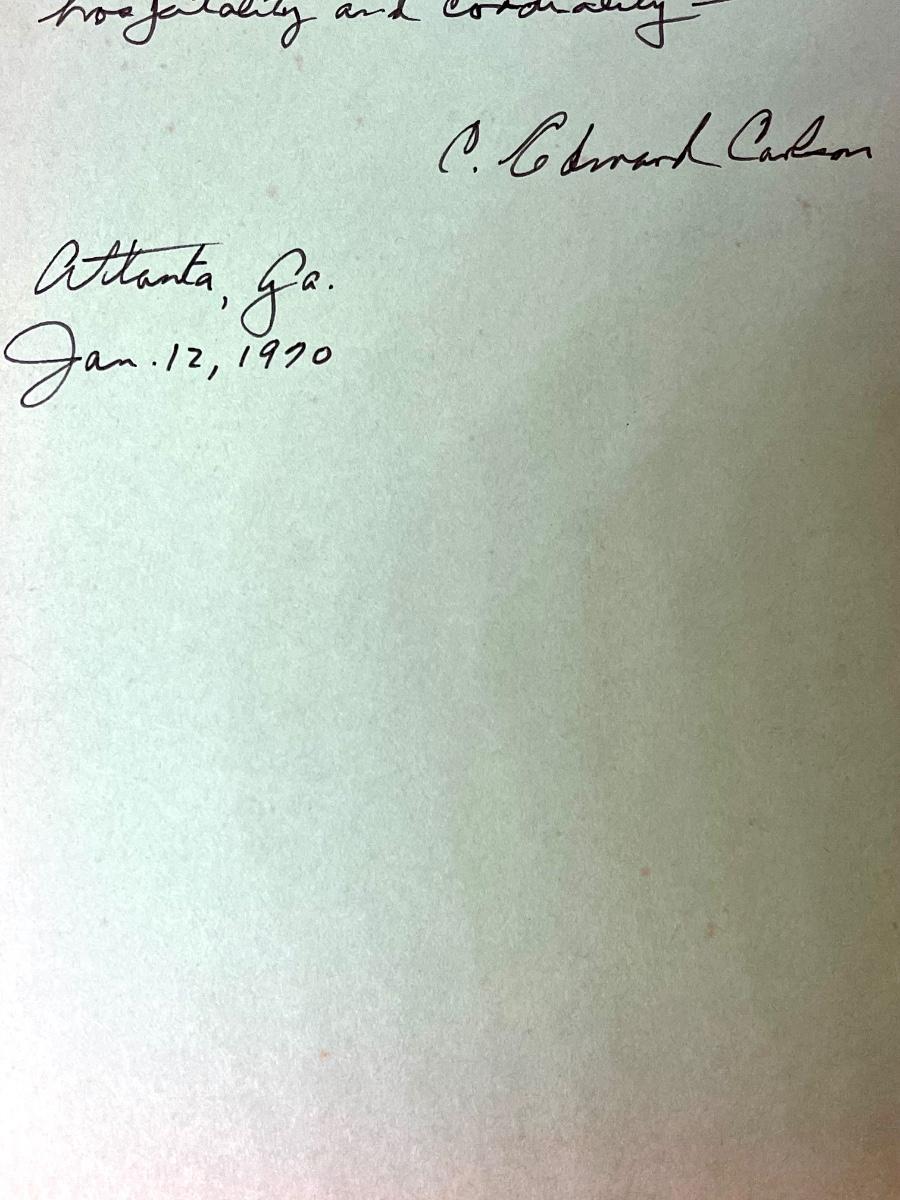 hospitality and cordiality —
C. Edward Carlson
Atlanta, Ga.
Jan. 12, 1970